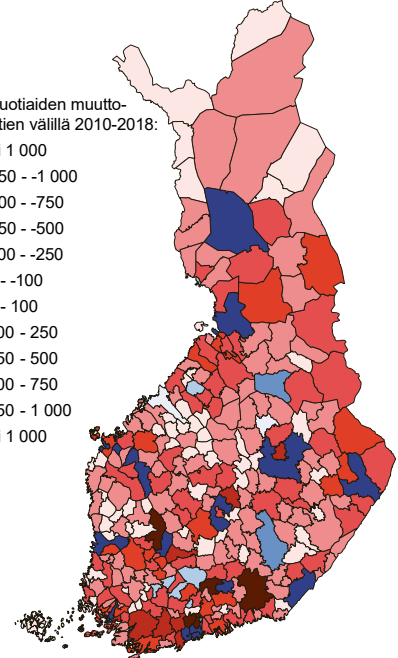 uotiaiden muutto-
tien välillä 2010-2018:
i 1 000
50 - -1 000
00 - -750
50 - -500
00 - -250
- -100
- 100
00 - 250
50 - 500
00 - 750
50 - 1 000
i 1 000